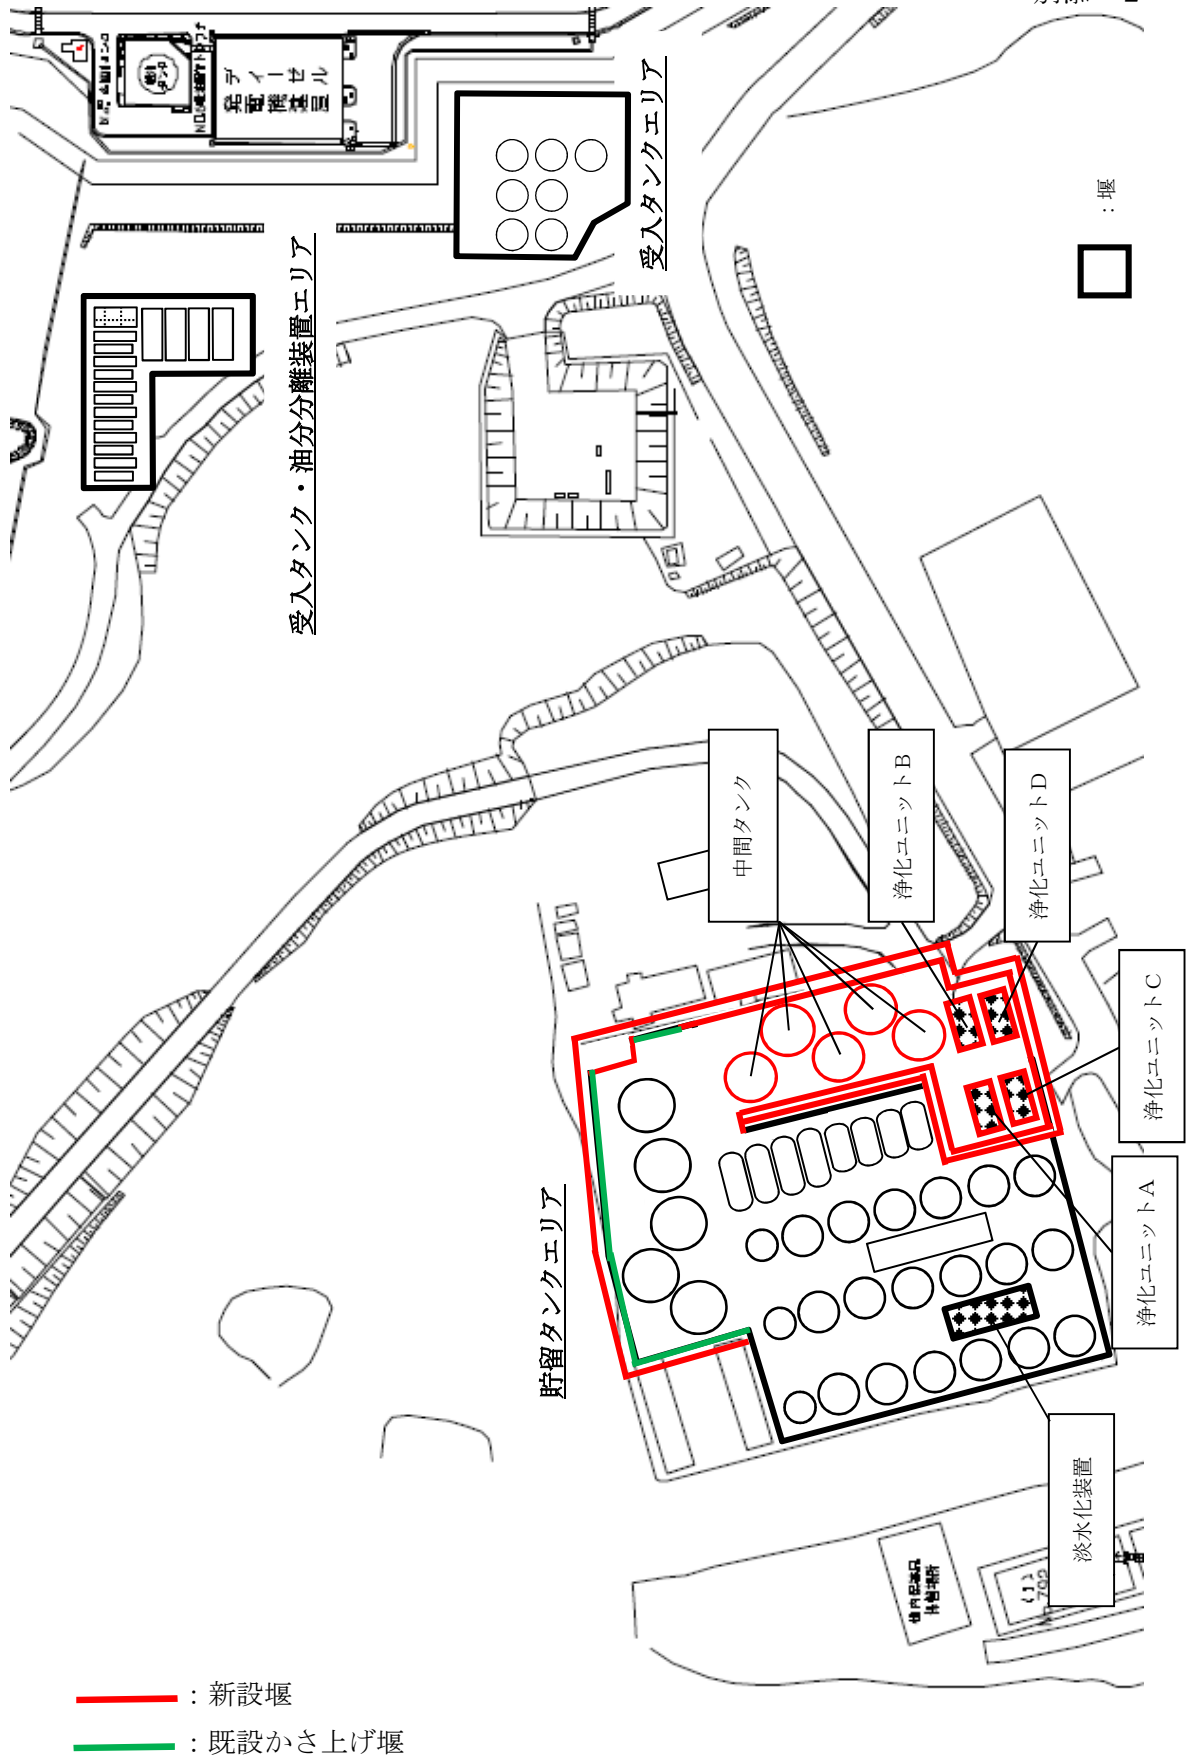 ディーゼル
発電機建屋
受入タンクエリア
：堰
受入タンク・油分分離装置エリア
中間タンク
浄化ユニットB
浄化ユニットD
浄化ユニットC
浄化ユニットA
貯留タンクエリア
淡水化装置
：新設堰
：既設かさ上げ堰